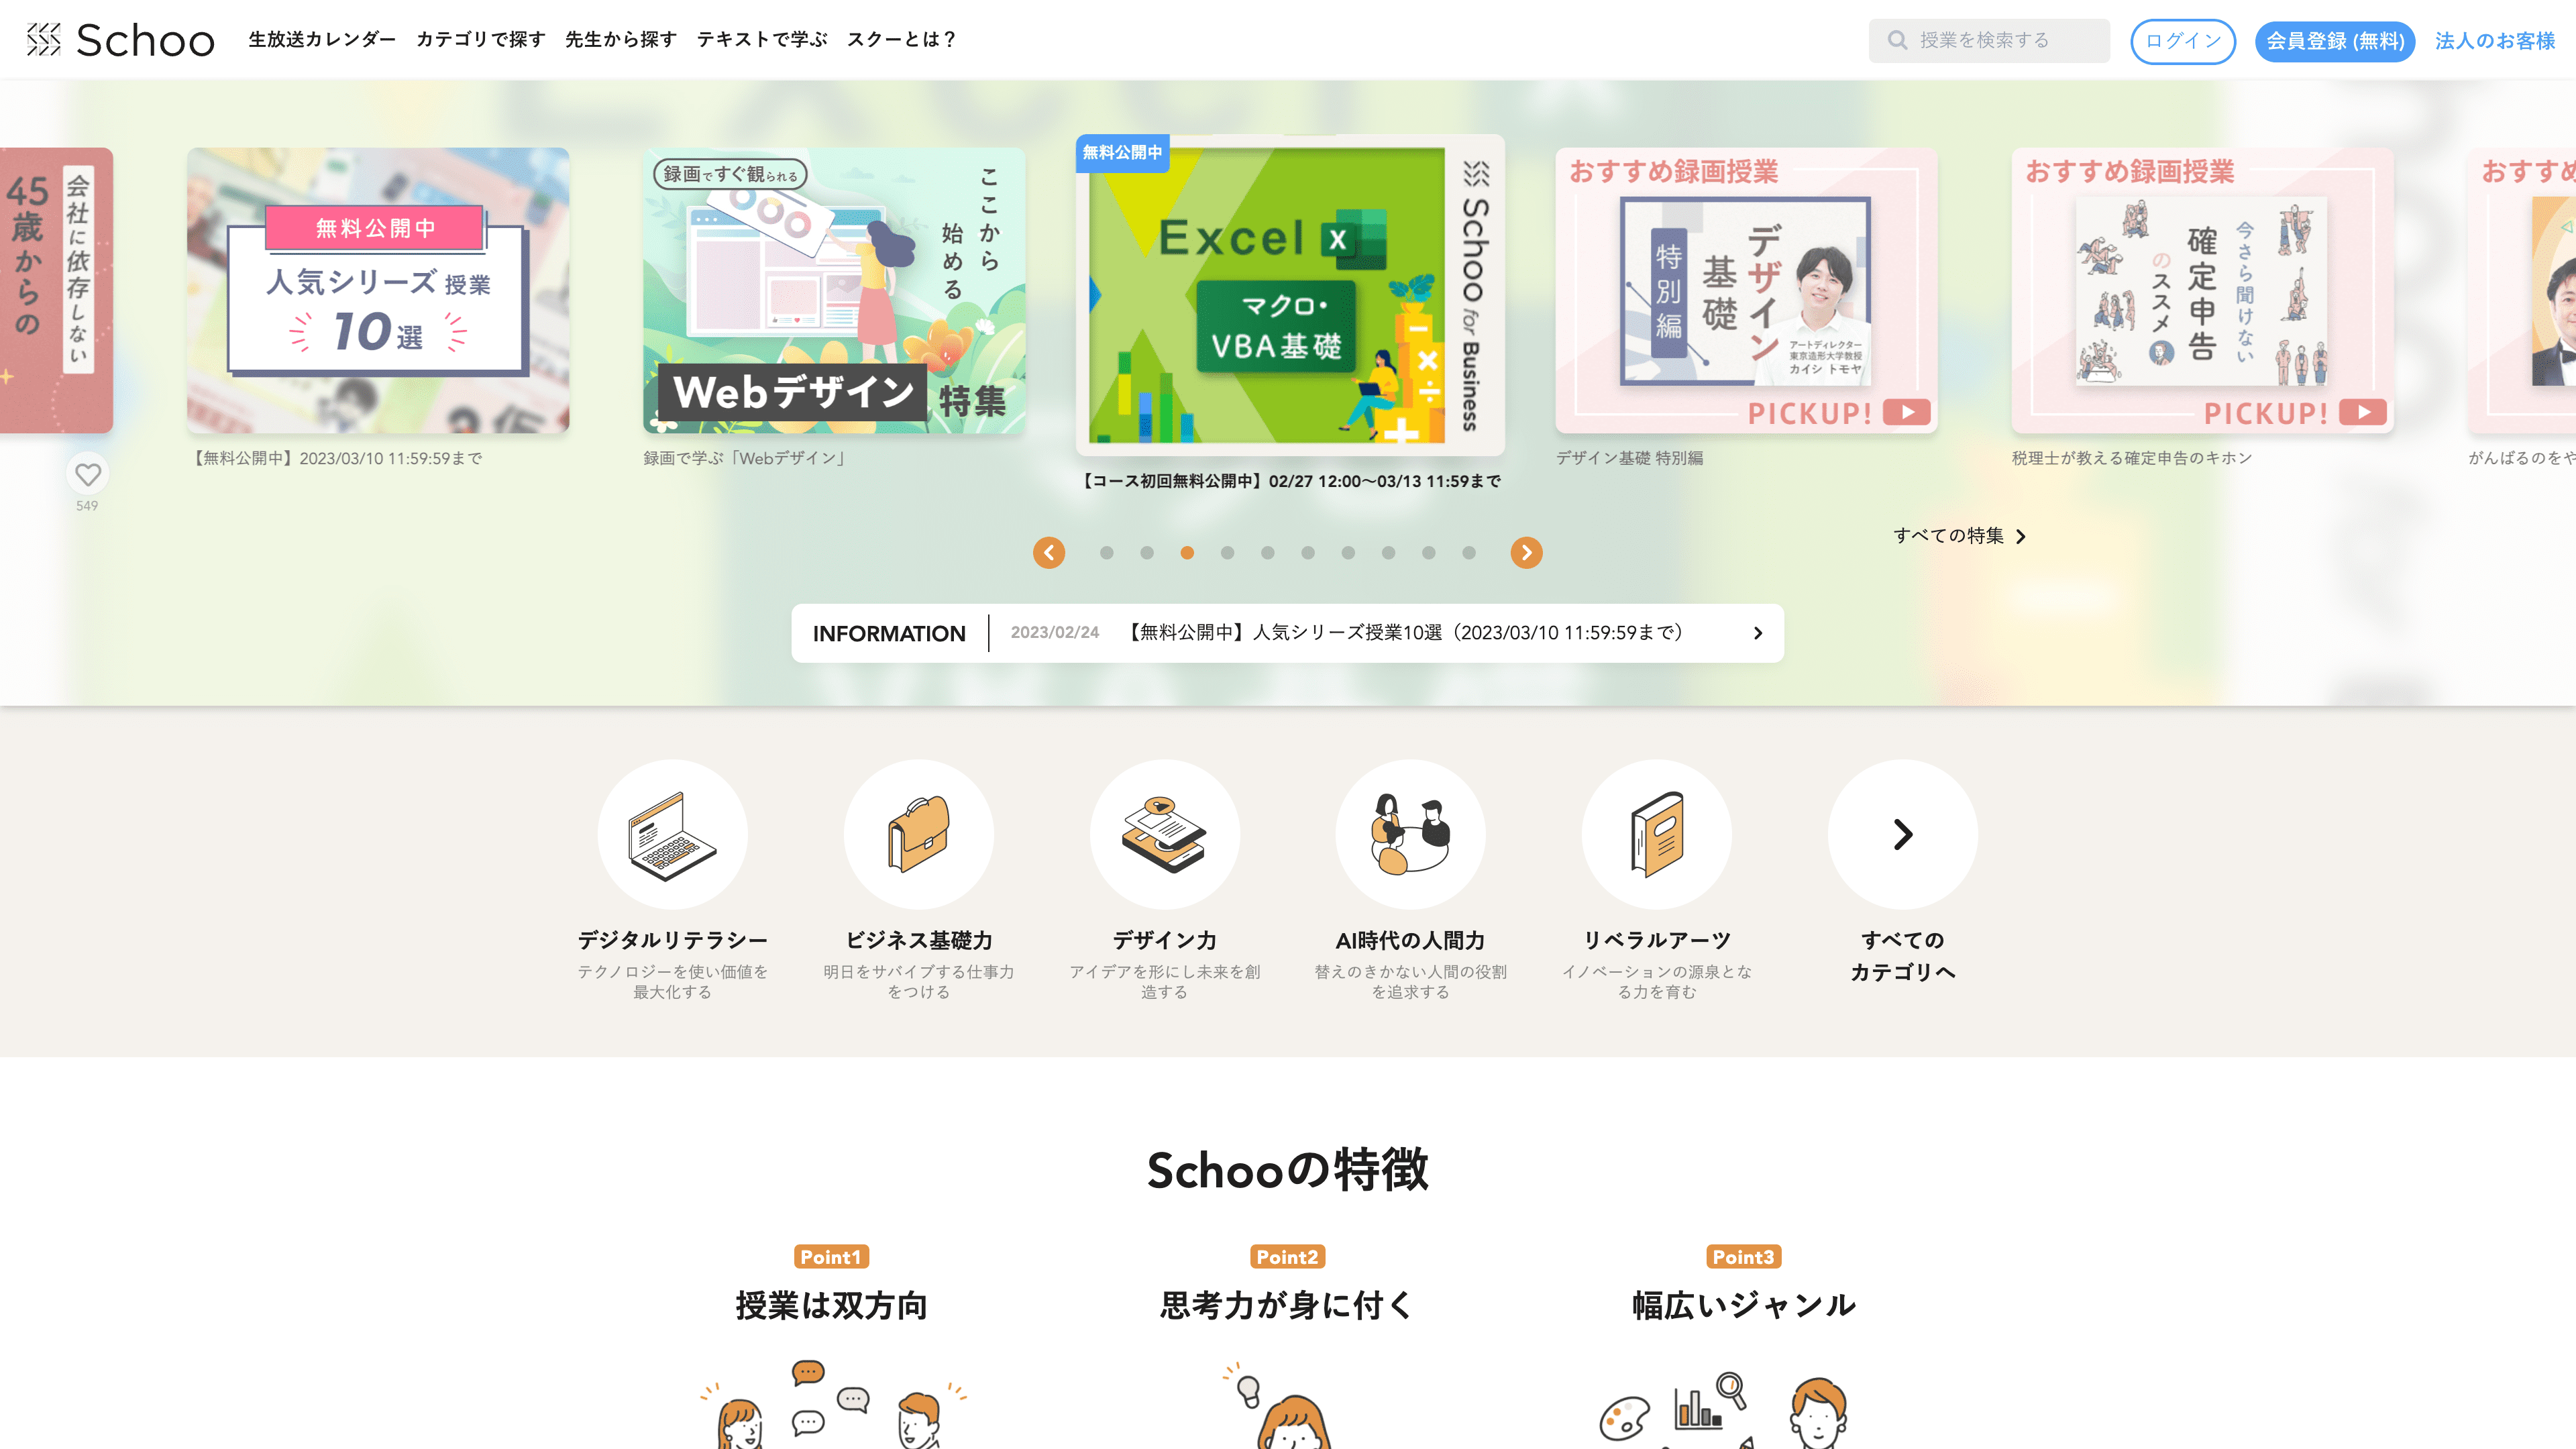 Schoo
生放送カレンダー
カテゴリで探す
先生から探す
テキストで学ぶ
スクーとは？
授業を検索する
ログイン
会員登録 (無料)
法人のお客様
会社に依存しない
45歳からの
無料公開中
人気シリーズ 授業
10選
【無料公開中】2023/03/10 11:59:59まで
録画ですぐ観られる
ここから
始める
Webデザイン
特集
録画で学ぶ「Webデザイン」
無料公開中
Excel
マクロ・
VBA基礎
Schoo for Business
【コース初回無料公開中】02/27 12:00〜03/13 11:59まで
おすすめ録画授業
デザイン
基礎
特別編
アートディレクター
東京造形大学教授
カイシ トモヤ
PICKUP!
デザイン基礎 特別編
おすすめ録画授業
今さら聞けない
確定申告
のススメ
PICKUP!
税理士が教える確定申告のキホン
おすすめ
がんばるのをや
549
すべての特集
INFORMATION
2023/02/24
【無料公開中】人気シリーズ授業10選（2023/03/10 11:59:59まで）
デジタルリテラシー
テクノロジーを使い価値を
最大化する
ビジネス基礎力
明日をサバイブする仕事力
をつける
デザイン力
アイデアを形にし未来を創
造する
AI時代の人間力
替えのきかない人間の役割
を追求する
リベラルアーツ
イノベーションの源泉とな
る力を育む
すべての
カテゴリへ
Schooの特徴
Point1
授業は双方向
Point2
思考力が身に付く
Point3
幅広いジャンル